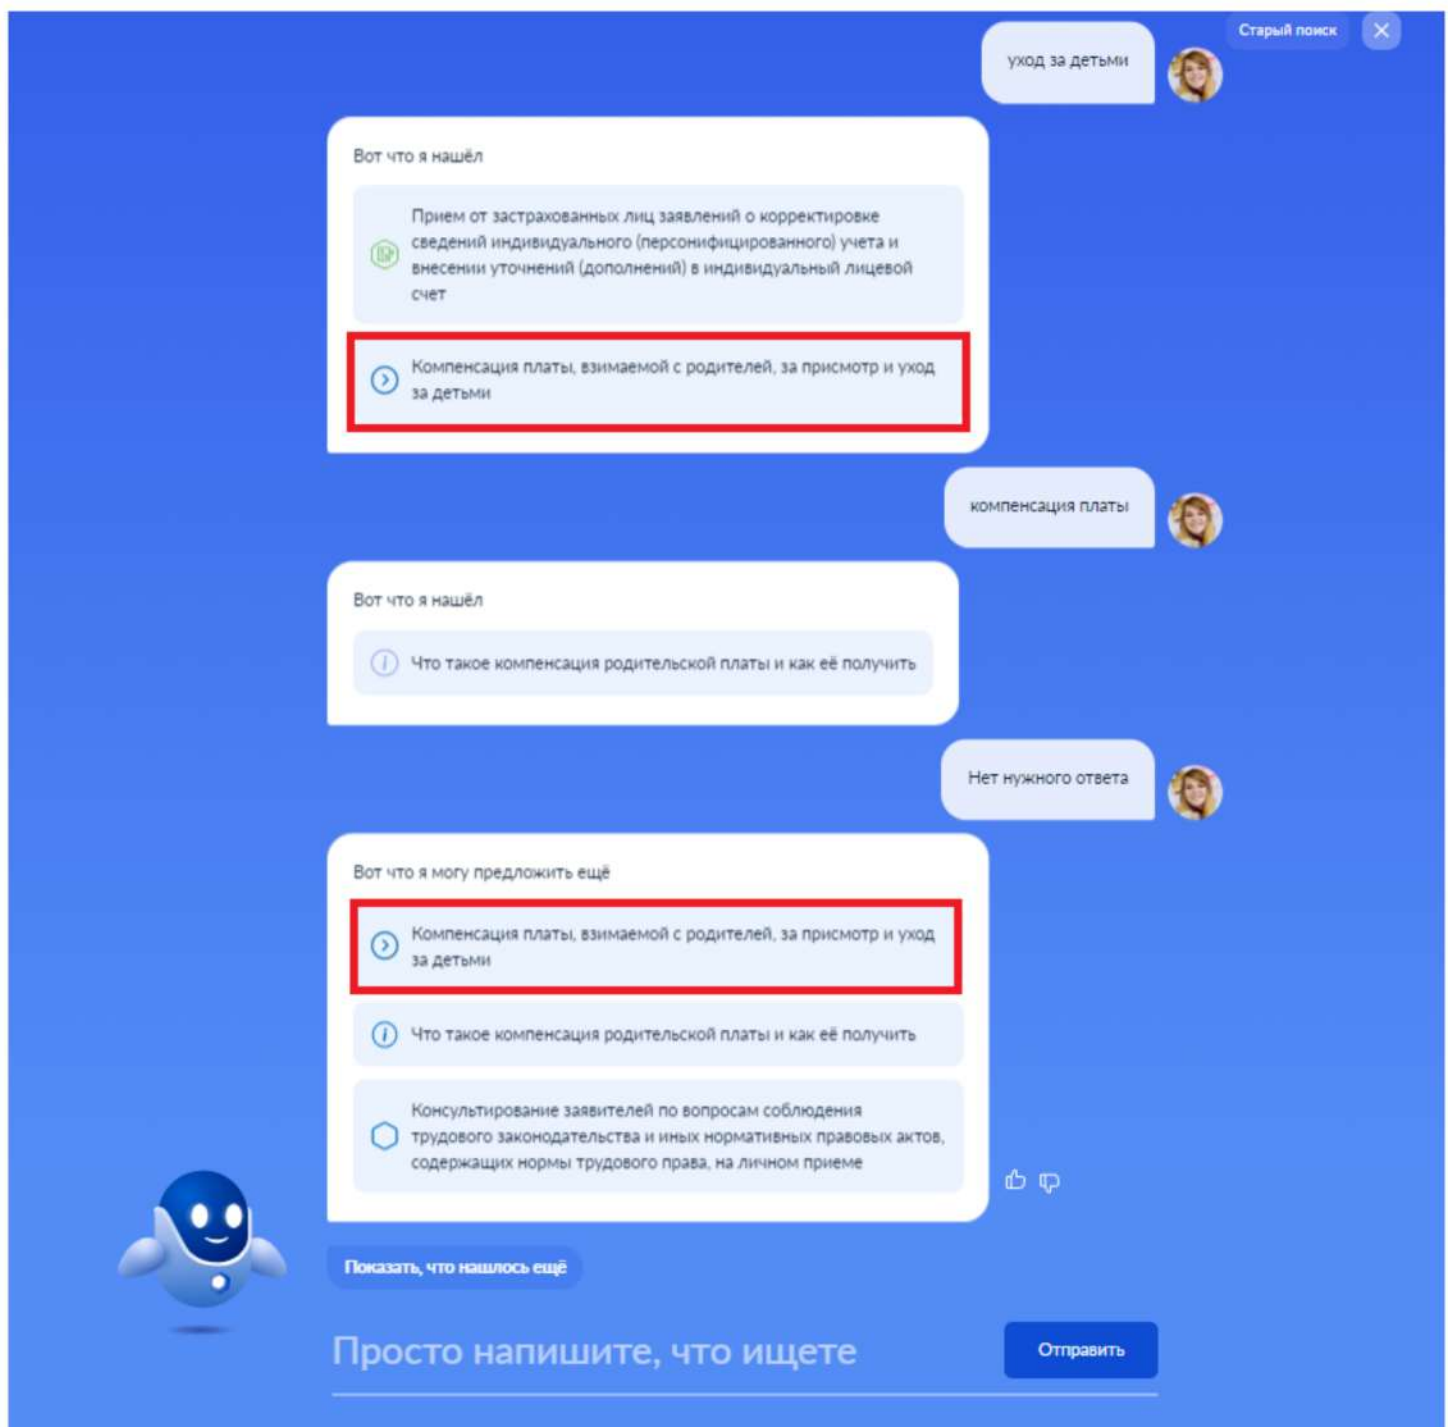 Старый поиск
уход за детьми
Вот что я нашёл
Прием от застрахованных лиц заявлений о корректировке
сведений индивидуального (персонифицированного) учета и
внесении уточнений (дополнений) в индивидуальный лицевой
счет
Компенсация платы, взимаемой с родителей, за присмотр и уход
за детьми
компенсация платы
Вот что я нашёл
Что такое компенсация родительской платы и как её получить
Нет нужного ответа
Вот что я могу предложить ещё
Компенсация платы, взимаемой с родителей, за присмотр и уход
за детьми
Что такое компенсация родительской платы и как её получить
Консультирование заявителей по вопросам соблюдения
трудового законодательства и иных нормативных правовых актов,
содержащих нормы трудового права, на личном приеме
Показать, что нашлось ещё
Просто напишите, что ищете
Отправить